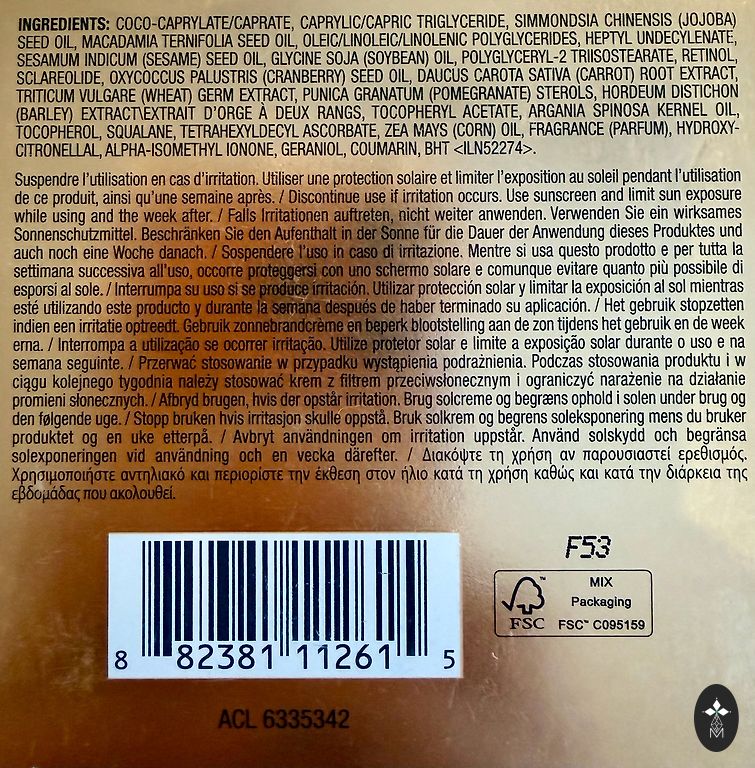 INGREDIENTS: COCO-CAPRYLATE/CAPRATE, CAPRYLIC/CAPRIC TRIGLYCERIDE, SIMMONDSIA CHINENSIS (JOJOBA)
SEED OIL, MACADAMIA TERNIFOLIA SEED OIL, OLEIC/LINOLEIC/LINOLENIC POLYGLYCERIDES, HEPTYL UNDECYLENATE,
SESAMUM INDICUM (SESAME) SEED OIL, GLYCINE SOJA (SOYBEAN) OIL, POLYGLYCERYL-2 TRIISOSTEARATE, RETINOL,
SCLAREOLIDE, OXYCOCCUS PALUSTRIS (CRANBERRY) SEED OIL, DAUCUS CAROTA SATIVA (CARROT) ROOT EXTRACT,
TRITICUM VULGARE (WHEAT) GERM EXTRACT, PUNICA GRANATUM (POMEGRANATE) STEROLS, HORDEUM DISTICHON
(BARLEY) EXTRACT\EXTRAIT D'ORGE À DEUX RANGS, TOCOPHERYL ACETATE, ARGANIA SPINOSA KERNEL OIL,
TOCOPHEROL, SQUALANE, TETRAHEXYLDECYL ASCORBATE, ZEA MAYS (CORN) OIL, FRAGRANCE (PARFUM), HYDROXY-
CITRONELLAL, ALPHA-ISOMETHYL IONONE, GERANIOL, COUMARIN, BHT <ILN52274>.
Suspendre l'utilisation en cas d'irritation. Utiliser une protection solaire et limiter l'exposition au soleil pendant l'utilisation
de ce produit, ainsi qu'une semaine après. / Discontinue use if irritation occurs. Use sunscreen and limit sun exposure
while using and the week after. / Falls Irritationen auftreten, nicht weiter anwenden. Verwenden Sie ein wirksames
Sonnenschutzmittel. Beschränken Sie den Aufenthalt in der Sonne für die Dauer der Anwendung dieses Produktes und
auch noch eine Woche danach. / Sospendere l'uso in caso di irritazione. Mentre si usa questo prodotto e per tutta la
settimana successiva all'uso, occorre proteggersi con uno schermo solare e comunque evitare quanto più possibile di
esporsi al sole. / Interrumpa su uso si se produce irritación. Utilizar protección solar y limitar la exposición al sol mientras
esté utilizando este producto y durante la semana después de haber terminado su aplicación. / Het gebruik stopzetten
indien een irritatie optreedt. Gebruik zonnebrandcrème en beperk blootstelling aan de zon tijdens het gebruik en de week
erna. / Interrompa a utilização se ocorrer irritação. Utilize protetor solar e limite a exposição solar durante o uso e na
semana seguinte. / Przerwać stosowanie w przypadku wystąpienia podrażnienia. Podczas stosowania produktu i w
ciągu kolejnego tygodnia należy stosować krem z filtrem przeciwsłonecznym i ograniczyć narażenie na działanie
promieni słonecznych. / Afbryd brugen, hvis der opstår irritation. Brug solcreme og begræns ophold i solen under brug og
den følgende uge. / Stopp bruken hvis irritasjon skulle oppstå. Bruk solkrem og begrens soleksponering mens du bruker
produktet og en uke etterpå. / Avbryt användningen om irritation uppstår. Använd solskydd och begränsa
solexponeringen vid användning och en vecka därefter. / Διακόψτε τη χρήση αν παρουσιαστεί ερεθισμός.
Χρησιμοποιήστε αντηλιακό και περιορίστε την έκθεση στον ήλιο κατά τη χρήση καθώς και κατά την διάρκεια της
εβδομάδας που ακολουθεί.
F53
MIX
Packaging
FSC FSC™ C095159
8 82381 11261 5
ACL 6335342